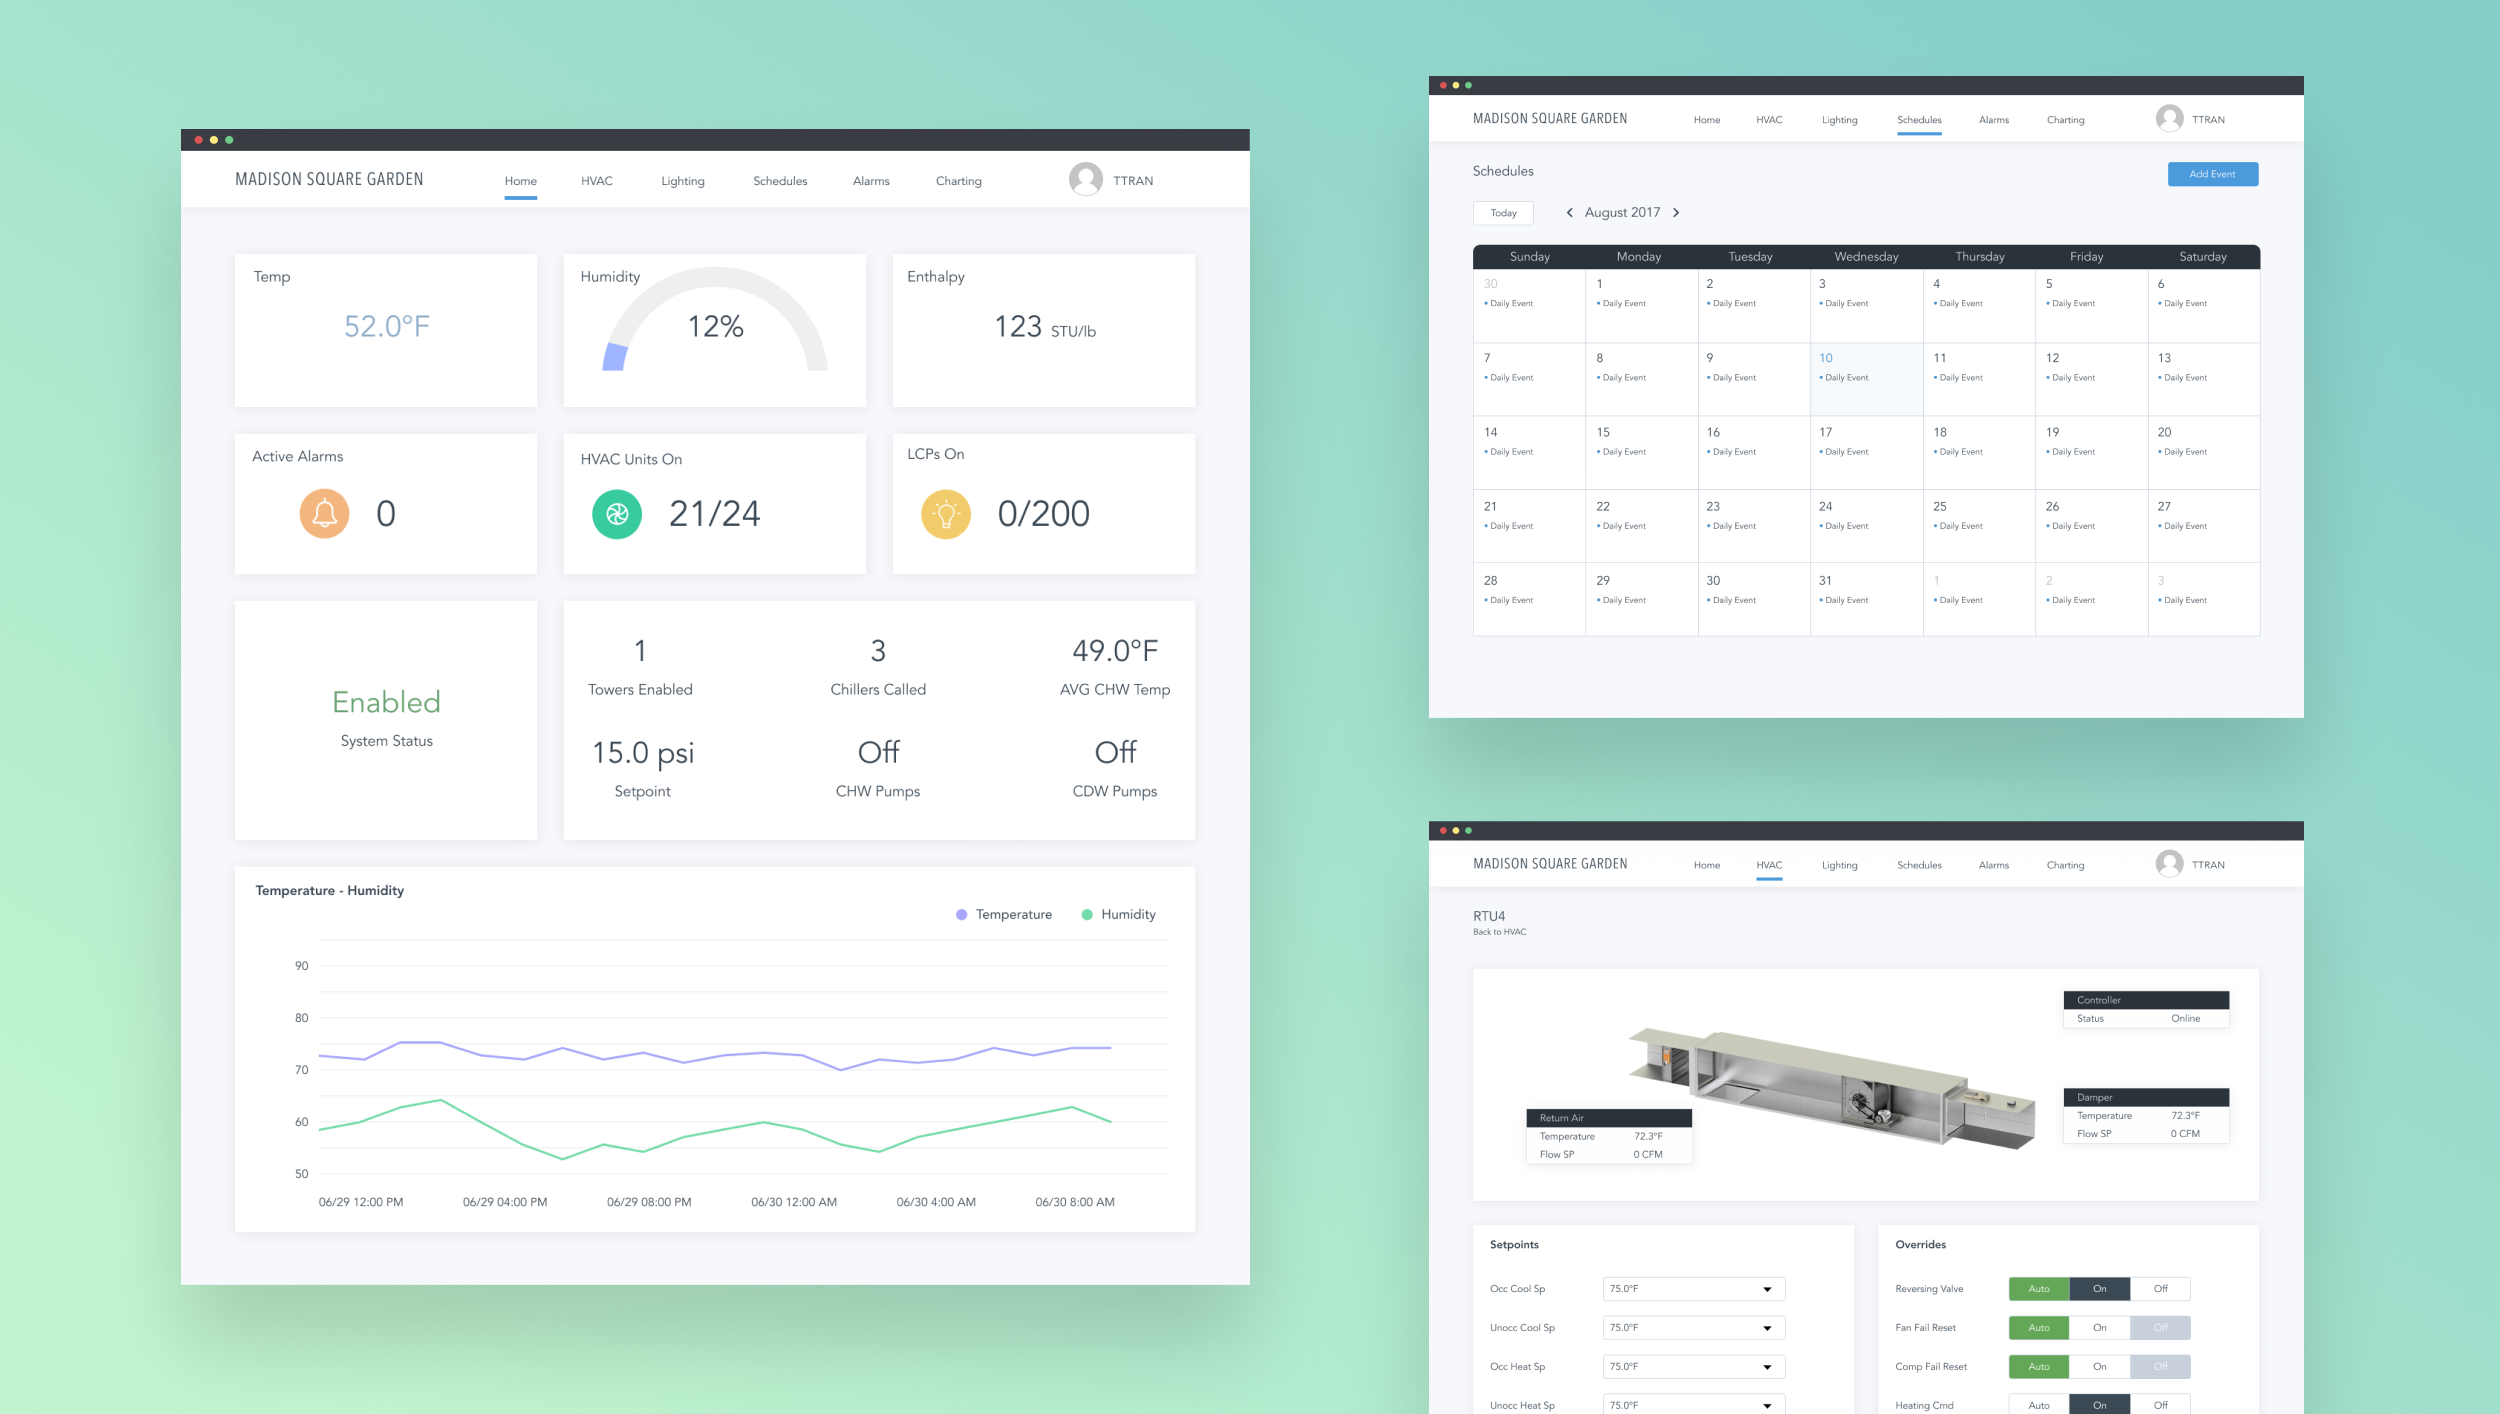 MADISON SQUARE GARDEN Home HVAC Lighting Schedules Alarms Charting TTRAN
Temp Humidity Enthalpy
52.0°F 12% 123 STU/lb
Active Alarms HVAC Units On LCPs On
0 21/24 0/200
Enabled
System Status
1 3 49.0°F
Towers Enabled Chillers Called AVG CHW Temp
15.0 psi Off Off
Setpoint CHW Pumps CDW Pumps
Temperature - Humidity
Temperature Humidity
90
80
70
60
50
06/29 12:00 PM 06/29 04:00 PM 06/29 08:00 PM 06/30 12:00 AM 06/30 4:00 AM 06/30 8:00 AM
MADISON SQUARE GARDEN Home HVAC Lighting Schedules Alarms Charting TTRAN
Schedules Add Event
Today < August 2017 >
Sunday Monday Tuesday Wednesday Thursday Friday Saturday
30 1 2 3 4 5 6
• Daily Event • Daily Event • Daily Event • Daily Event • Daily Event • Daily Event • Daily Event
7 8 9 10 11 12 13
• Daily Event • Daily Event • Daily Event • Daily Event • Daily Event • Daily Event • Daily Event
14 15 16 17 18 19 20
• Daily Event • Daily Event • Daily Event • Daily Event • Daily Event • Daily Event • Daily Event
21 22 23 24 25 26 27
• Daily Event • Daily Event • Daily Event • Daily Event • Daily Event • Daily Event • Daily Event
28 29 30 31 1 2 3
• Daily Event • Daily Event • Daily Event • Daily Event • Daily Event • Daily Event • Daily Event
MADISON SQUARE GARDEN Home HVAC Lighting Schedules Alarms Charting TTRAN
RTU4
Back to HVAC
Controller
Status Online
Damper
Temperature 72.3°F
Flow SP 0 CFM
Return Air
Temperature 72.3°F
Flow SP 0 CFM
Setpoints
Occ Cool Sp 75.0°F
Unocc Cool Sp 75.0°F
Occ Heat Sp 75.0°F
Unocc Heat Sp 75.0°F
Overrides
Reversing Valve Auto On Off
Fan Fail Reset Auto On Off
Comp Fail Reset Auto On Off
Heating Cmd Auto On Off